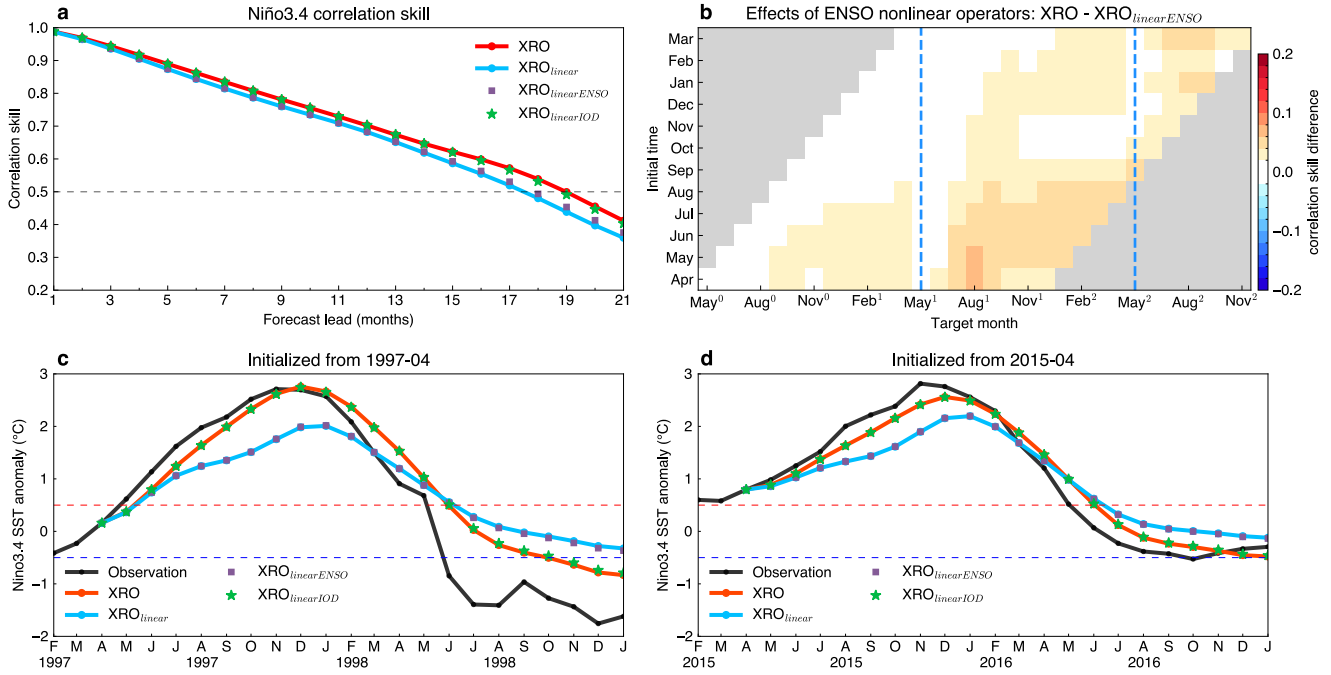 a Niño3.4 correlation skill
Correlation skill
1.0
0.9
0.8
0.7
0.6
0.5
0.4
0.3
0.2
XRO
XRO_linear
XRO_linearENSO
XRO_linearIOD
1 3 5 7 9 11 13 15 17 19 21
Forecast lead (months)
b Effects of ENSO nonlinear operators: XRO - XRO_linearENSO
Initial time
Mar
Feb
Jan
Dec
Nov
Oct
Sep
Aug
Jul
Jun
May
Apr
May⁰ Aug⁰ Nov⁰ Feb¹ May¹ Aug¹ Nov¹ Feb² May² Aug² Nov²
Target month
0.2
0.1
0.0
−0.1
−0.2
correlation skill difference
c Initialized from 1997-04
Nino3.4 SST anomaly (°C)
3
2
1
0
−1
−2
Observation
XRO
XRO_linear
XRO_linearENSO
XRO_linearIOD
F M A M J J A S O N D J F M A M J J A S O N D J
1997 1997 1998 1998
d Initialized from 2015-04
Nino3.4 SST anomaly (°C)
3
2
1
0
−1
−2
Observation
XRO
XRO_linear
XRO_linearENSO
XRO_linearIOD
F M A M J J A S O N D J F M A M J J A S O N D J
2015 2015 2016 2016